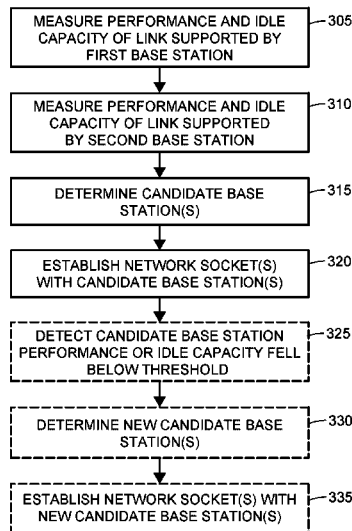 MEASURE PERFORMANCE AND IDLE
CAPACITY OF LINK SUPPORTED BY
FIRST BASE STATION
305
MEASURE PERFORMANCE AND IDLE
CAPACITY OF LINK SUPPORTED
BY SECOND BASE STATION
310
DETERMINE CANDIDATE BASE
STATION(S)
315
ESTABLISH NETWORK SOCKET(S)
WITH CANDIDATE BASE STATION(S)
320
DETECT CANDIDATE BASE STATION
PERFORMANCE OR IDLE CAPACITY FELL
BELOW THRESHOLD
325
DETERMINE NEW CANDIDATE BASE
STATION(S)
330
ESTABLISH NETWORK SOCKET(S) WITH
NEW CANDIDATE BASE STATION(S)
335